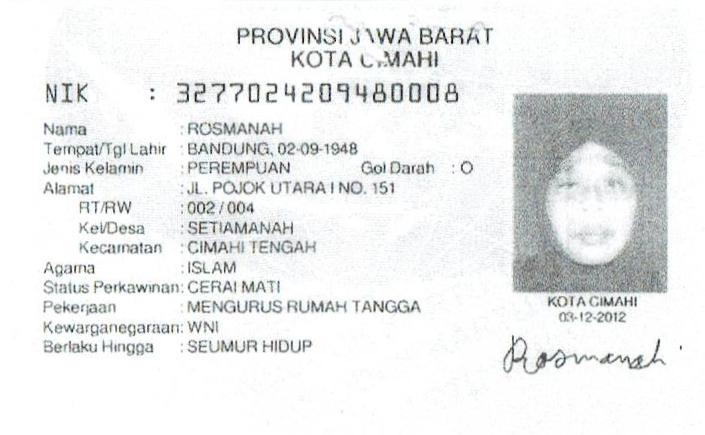 PROVINSI JAWA BARAT
KOTA CIMAHI
NIK : 3277024209480008
Nama : ROSMANAH
Tempat/Tgl Lahir : BANDUNG, 02-09-1948
Jenis Kelamin : PEREMPUAN Gol Darah : O
Alamat : JL. POJOK UTARA I NO. 151
RT/RW : 002 / 004
Kel/Desa : SETIAMANAH
Kecamatan : CIMAHI TENGAH
Agama : ISLAM
Status Perkawinan: CERAI MATI
Pekerjaan : MENGURUS RUMAH TANGGA
Kewarganegaraan: WNI
Berlaku Hingga : SEUMUR HIDUP
KOTA CIMAHI
03-12-2012
Rosmanah